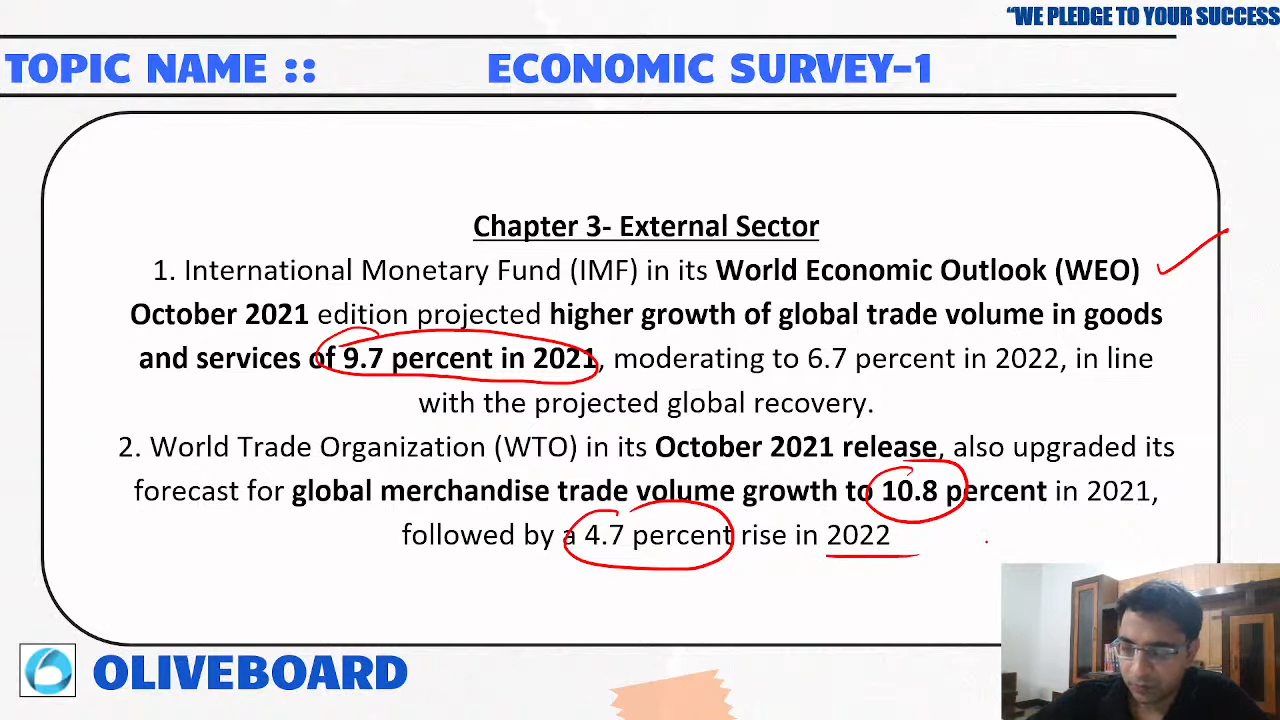 “WE PLEDGE TO YOUR SUCCESS
TOPIC NAME :: ECONOMIC SURVEY-1
Chapter 3- External Sector
1. International Monetary Fund (IMF) in its World Economic Outlook (WEO)
October 2021 edition projected higher growth of global trade volume in goods
and services of 9.7 percent in 2021, moderating to 6.7 percent in 2022, in line
with the projected global recovery.
2. World Trade Organization (WTO) in its October 2021 release, also upgraded its
forecast for global merchandise trade volume growth to 10.8 percent in 2021,
followed by a 4.7 percent rise in 2022
OLIVEBOARD